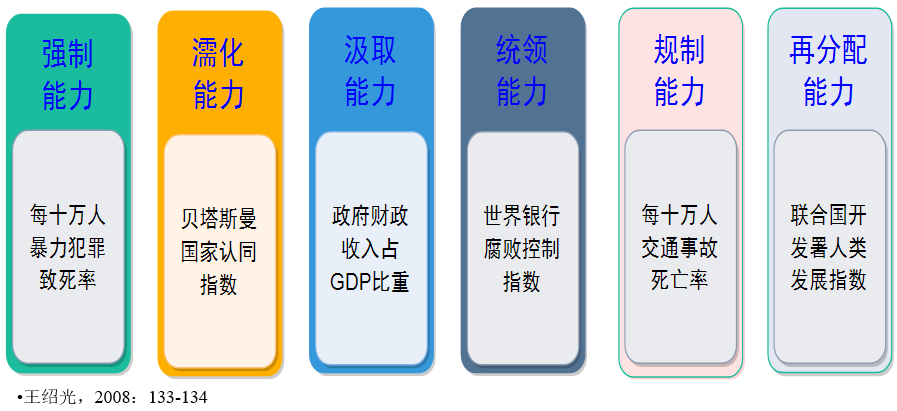 强制
能力
每十万人
暴力犯罪
致死率
濡化
能力
贝塔斯曼
国家认同
指数
汲取
能力
政府财政
收入占
GDP比重
统领
能力
世界银行
腐败控制
指数
规制
能力
每十万人
交通事故
死亡率
再分配
能力
联合国开
发署人类
发展指数
•王绍光，2008：133-134